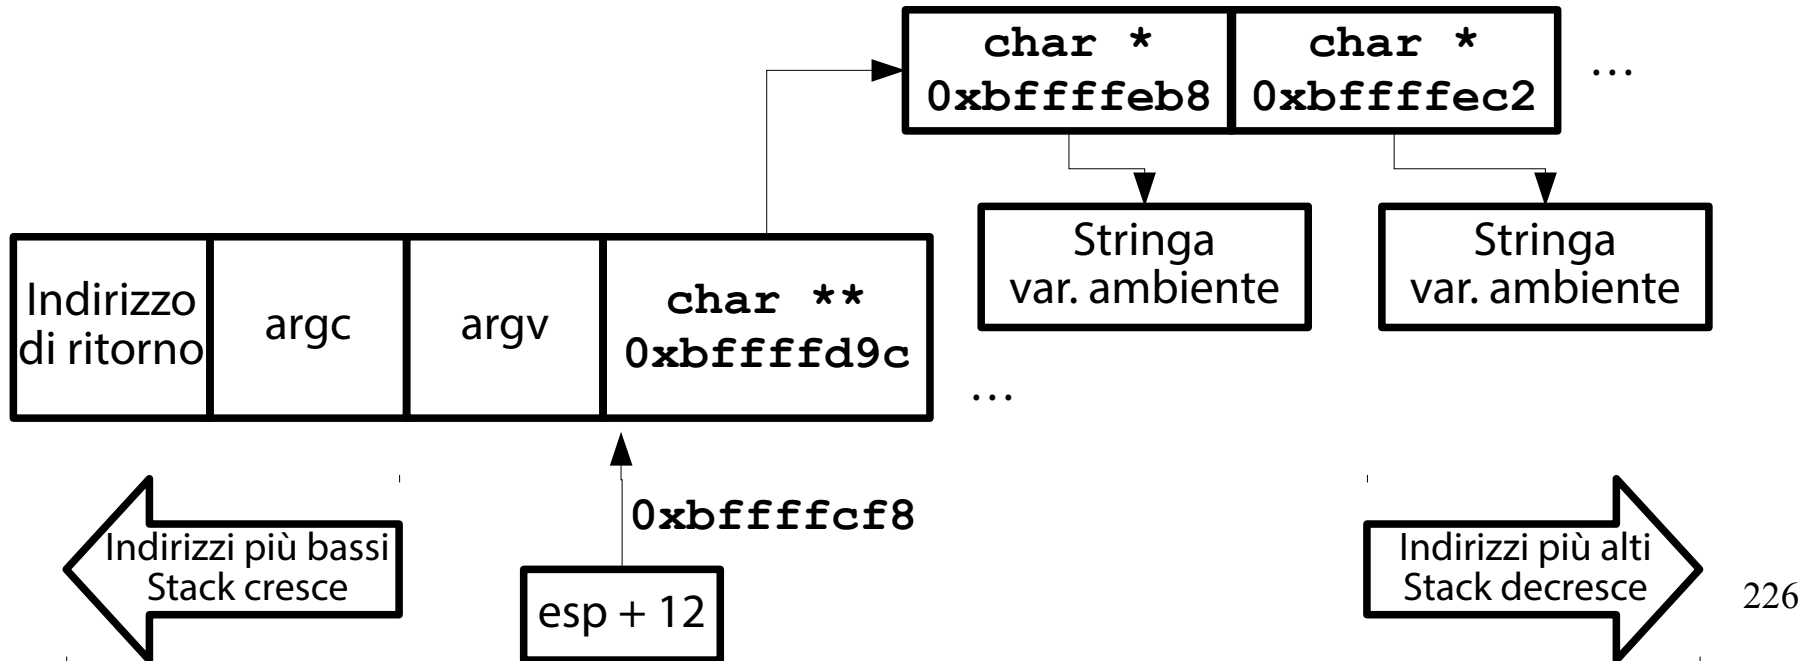 char *
0xbffffeb8
char *
0xbffffec2
...
Stringa
var. ambiente
Stringa
var. ambiente
Indirizzo
di ritorno
argc
argv
char **
0xbffffd9c
...
0xbffffcf8
Indirizzi più bassi
Stack cresce
esp + 12
Indirizzi più alti
Stack decresce
226